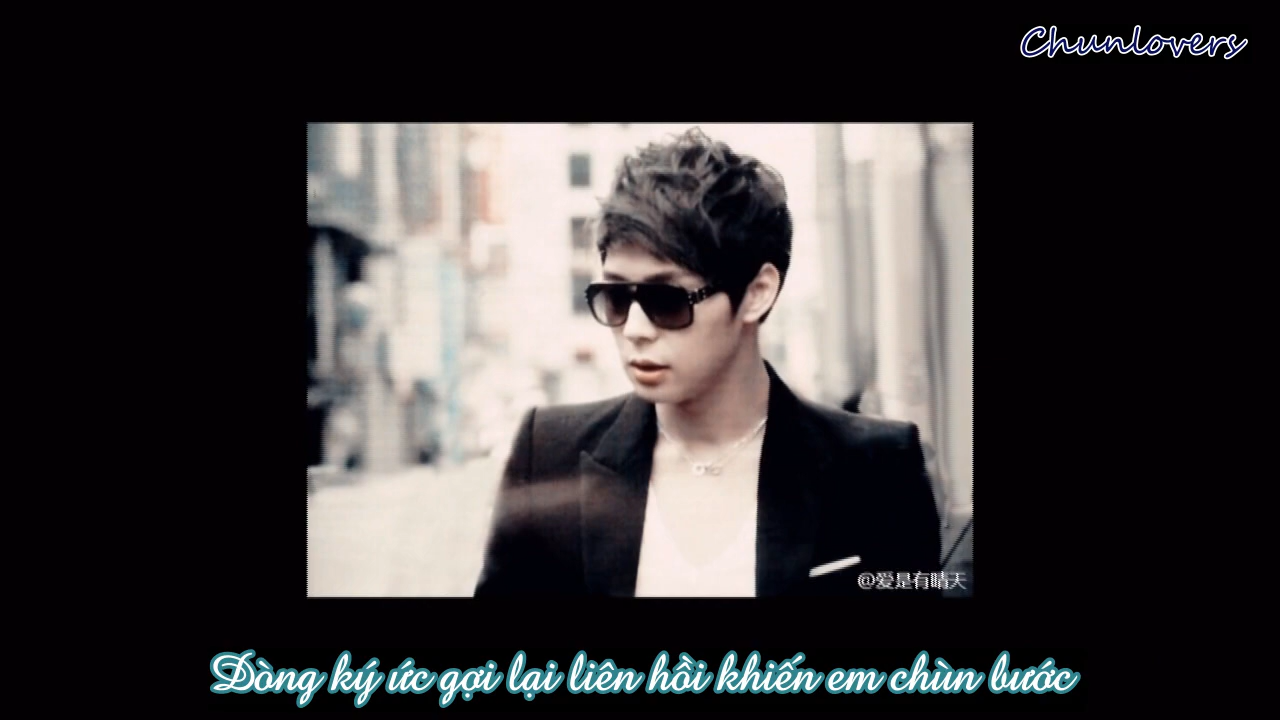 Chunlovers
@爱是有晴天
Dòng ký ức gợi lại liên hồi khiến em chùn bước